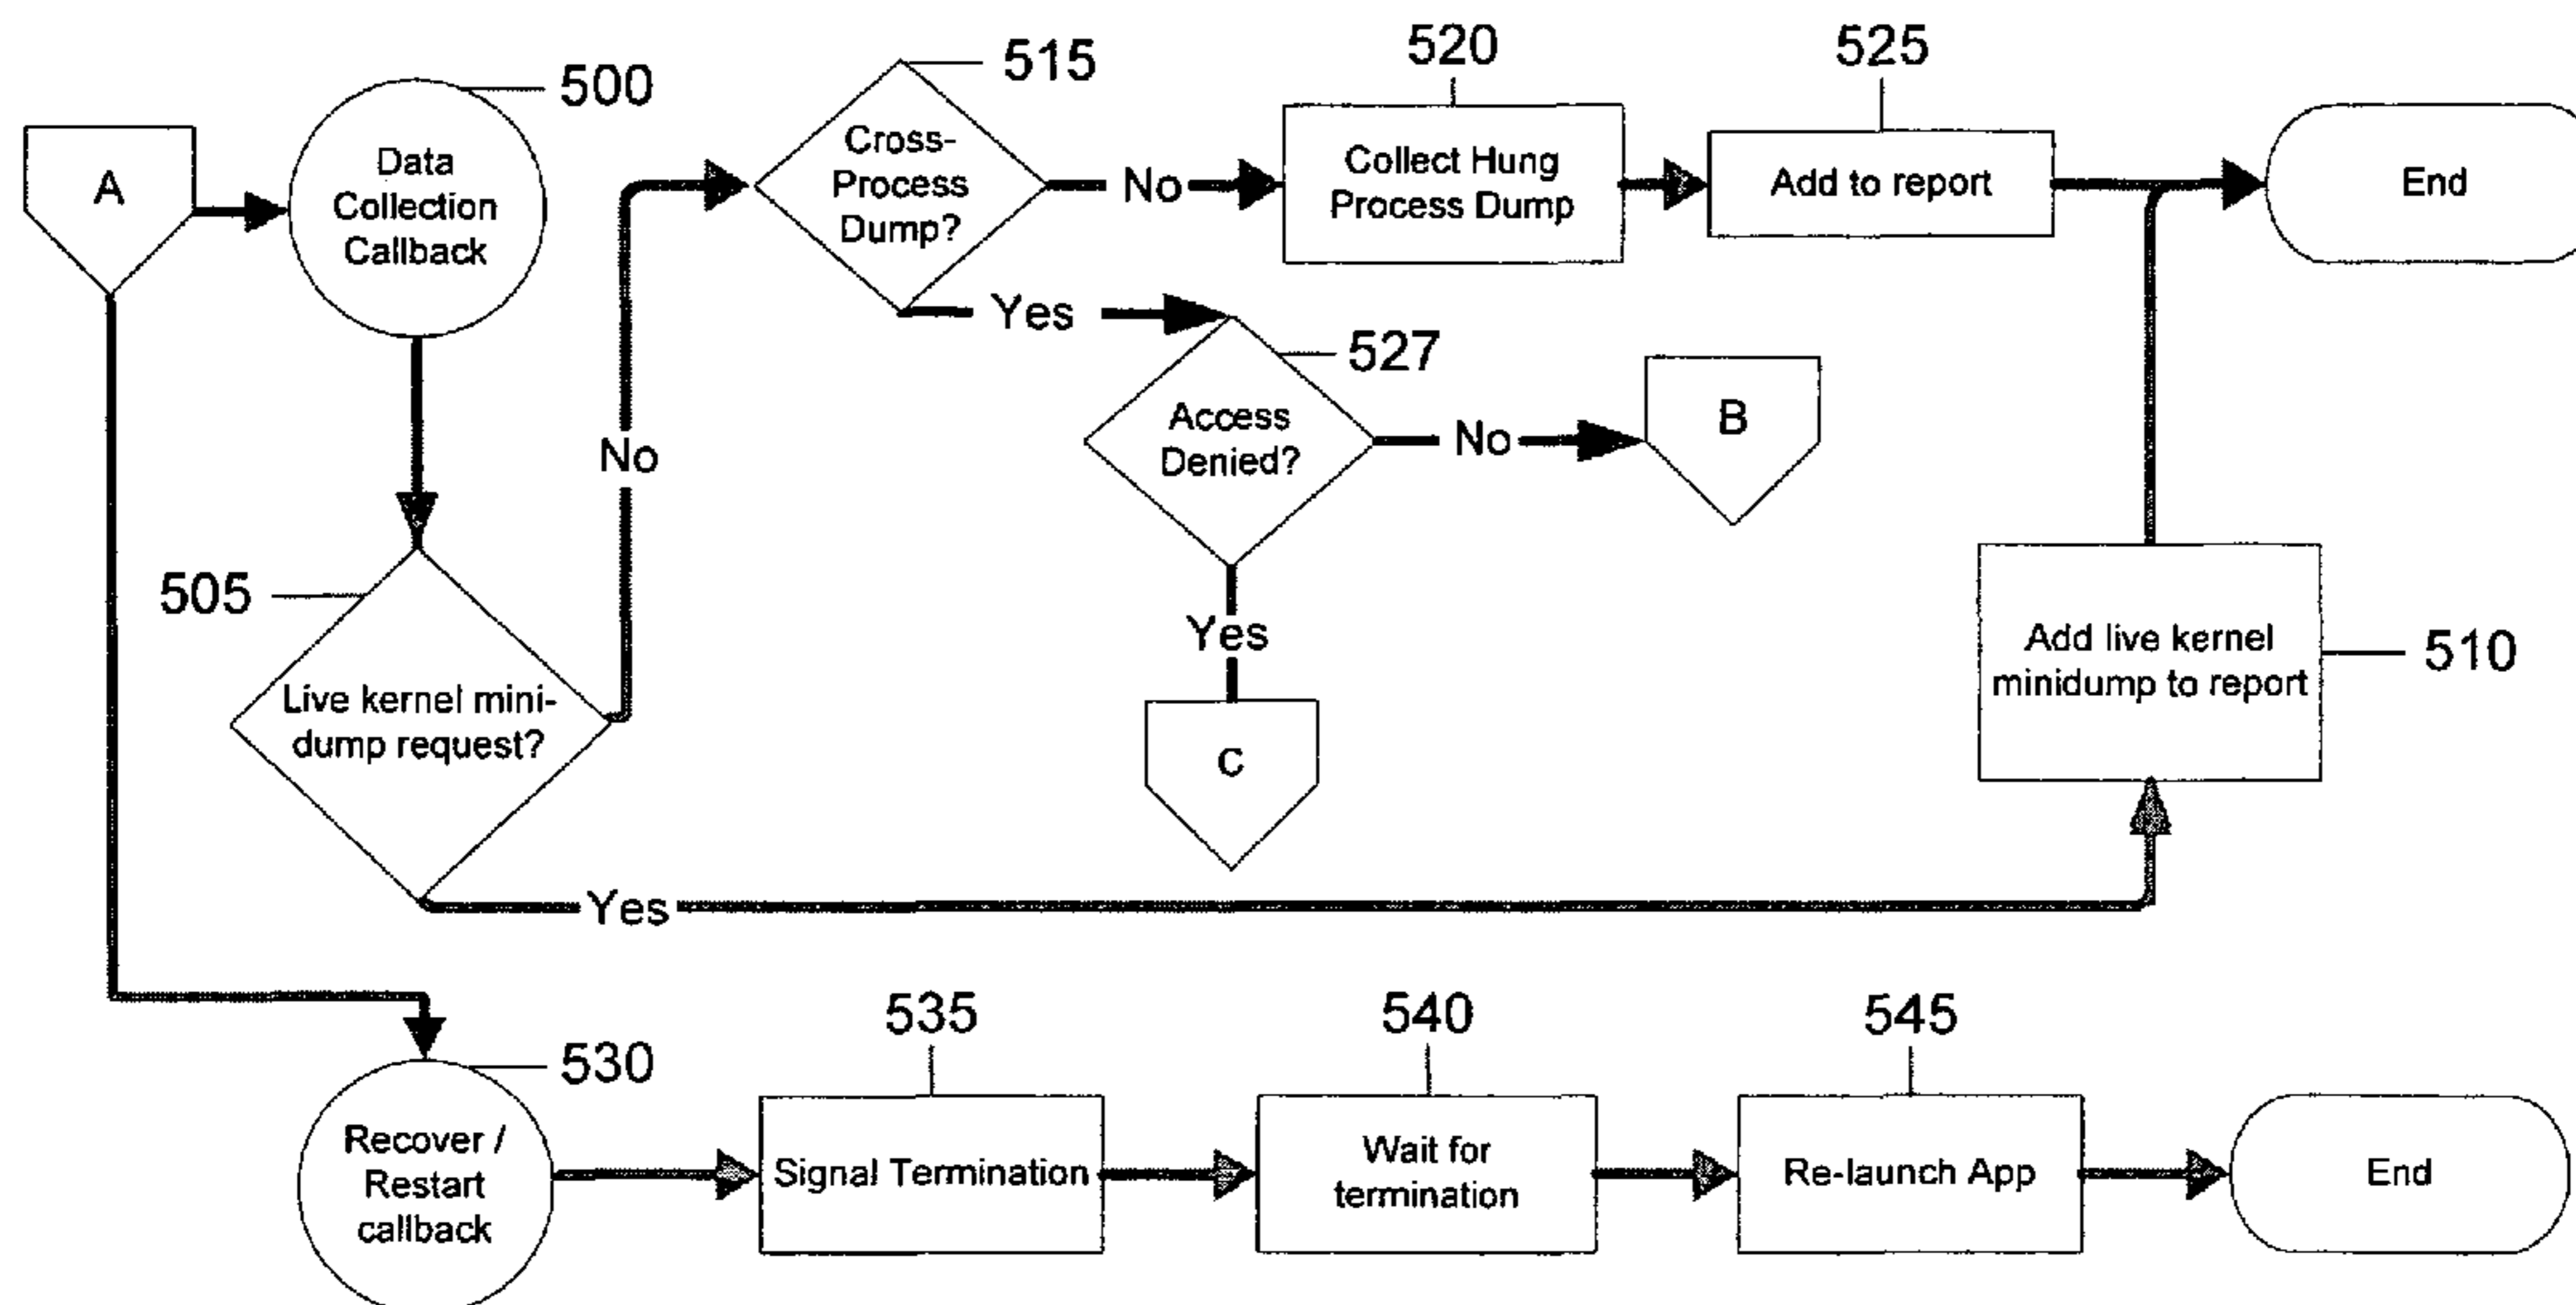 A
500
Data
Collection
Callback
515
Cross-
Process
Dump?
No
520
Collect Hung
Process Dump
525
Add to report
End
Yes
527
Access
Denied?
No
B
Yes
C
No
505
Live kernel mini-
dump request?
Yes
Add live kernel
minidump to report
510
530
Recover /
Restart
callback
535
Signal Termination
540
Wait for
termination
545
Re-launch App
End